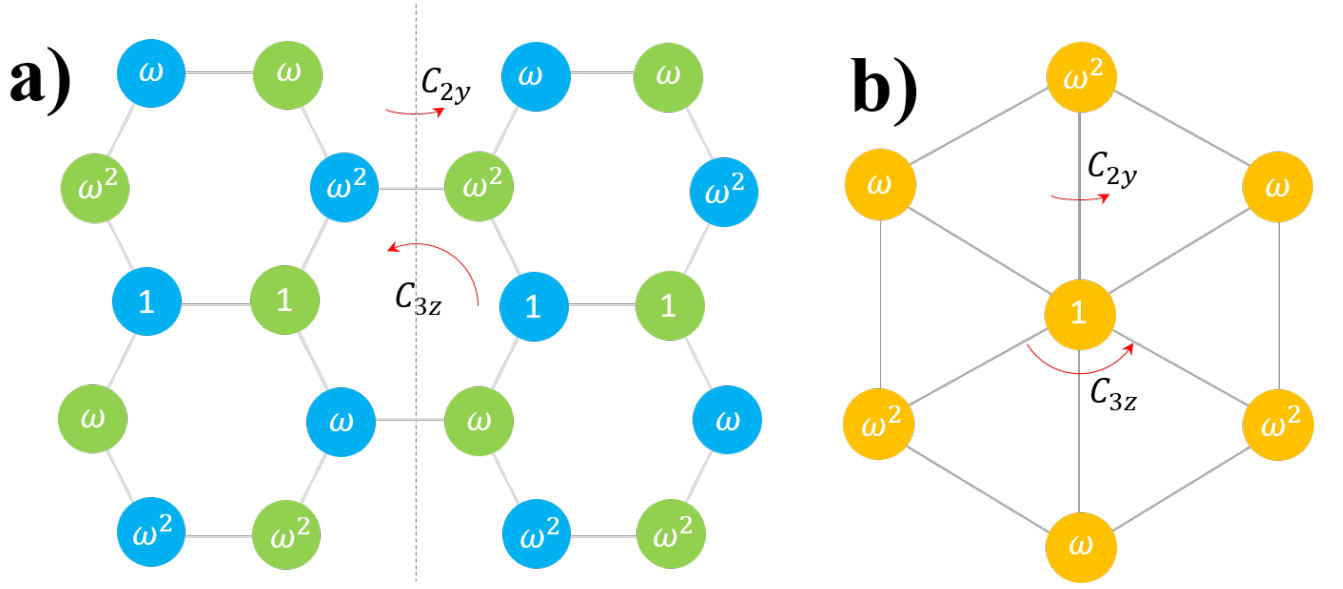 a)
ω ω ω ω
C₂y
ω² ω² ω² ω²
C₃z
1 1 1 1
ω ω ω ω
ω² ω² ω² ω²
b)
ω²
C₂y
ω ω
1
C₃z
ω² ω²
ω